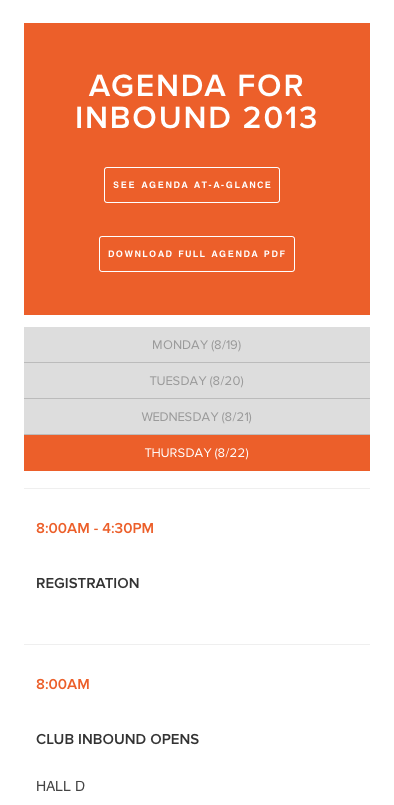 AGENDA FOR
INBOUND 2013
SEE AGENDA AT-A-GLANCE
DOWNLOAD FULL AGENDA PDF
MONDAY (8/19)
TUESDAY (8/20)
WEDNESDAY (8/21)
THURSDAY (8/22)
8:00AM - 4:30PM
REGISTRATION
8:00AM
CLUB INBOUND OPENS
HALL D